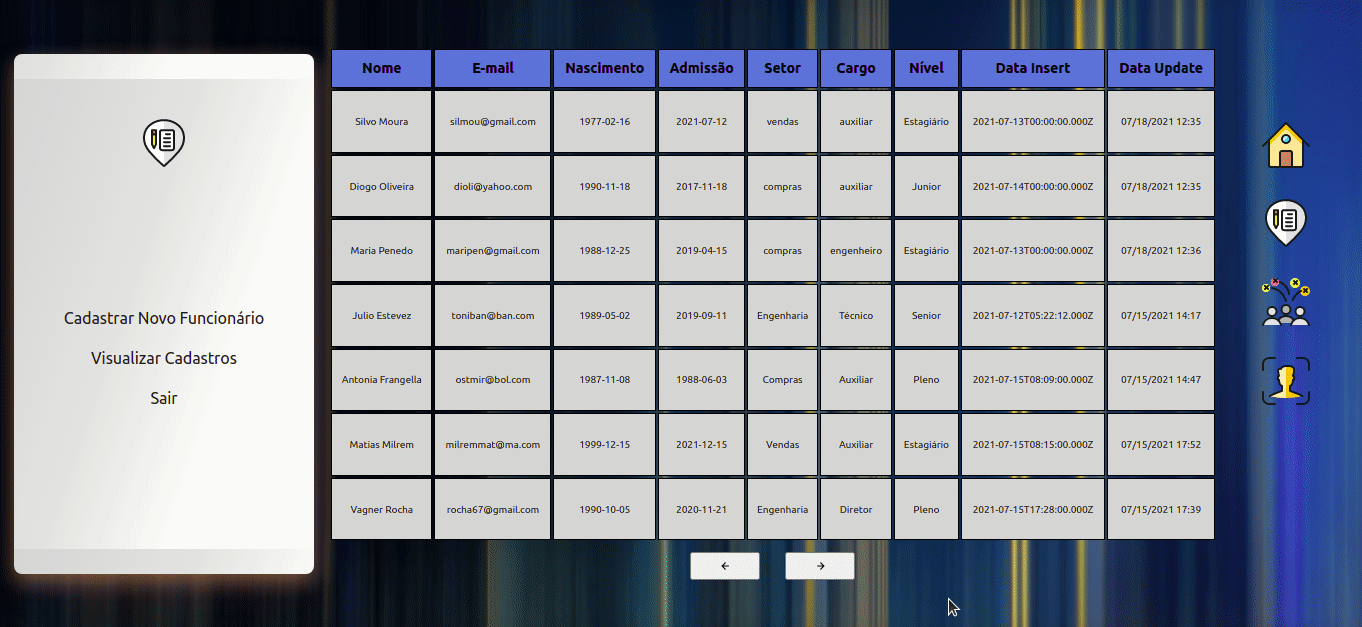 Cadastrar Novo Funcionário
Visualizar Cadastros
Sair
Nome E-mail Nascimento Admissão Setor Cargo Nível Data Insert Data Update
Silvo Moura silmou@gmail.com 1977-02-16 2021-07-12 vendas auxiliar Estagiário 2021-07-13T00:00:00.000Z 07/18/2021 12:35
Diogo Oliveira dioli@yahoo.com 1990-11-18 2017-11-18 compras auxiliar Junior 2021-07-14T00:00:00.000Z 07/18/2021 12:35
Maria Penedo maripen@gmail.com 1988-12-25 2019-04-15 compras engenheiro Estagiário 2021-07-13T00:00:00.000Z 07/18/2021 12:36
Julio Estevez toniban@ban.com 1989-05-02 2019-09-11 Engenharia Técnico Senior 2021-07-12T05:22:12.000Z 07/15/2021 14:17
Antonia Frangella ostmir@bol.com 1987-11-08 1988-06-03 Compras Auxiliar Pleno 2021-07-15T08:09:00.000Z 07/15/2021 14:47
Matias Milrem milremmat@ma.com 1999-12-15 2021-12-15 Vendas Auxiliar Estagiário 2021-07-15T08:15:00.000Z 07/15/2021 17:52
Vagner Rocha rocha67@gmail.com 1990-10-05 2020-11-21 Engenharia Diretor Pleno 2021-07-15T17:28:00.000Z 07/15/2021 17:39
← →